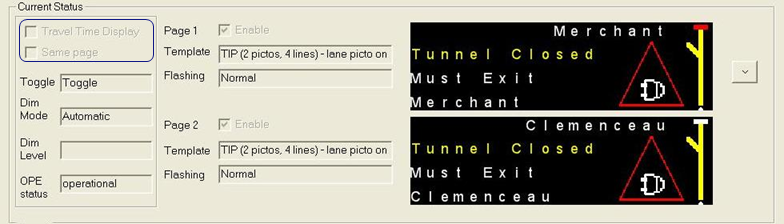 Current Status
Travel Time Display
Same page
Toggle Toggle
Dim Mode Automatic
Dim Level
OPE status operational
Page 1 Enable
Template TIP (2 pictos, 4 lines) - lane picto on
Flashing Normal
Page 2 Enable
Template TIP (2 pictos, 4 lines) - lane picto on
Flashing Normal
Merchant
Tunnel Closed
Must Exit
Merchant
Clemenceau
Tunnel Closed
Must Exit
Clemenceau